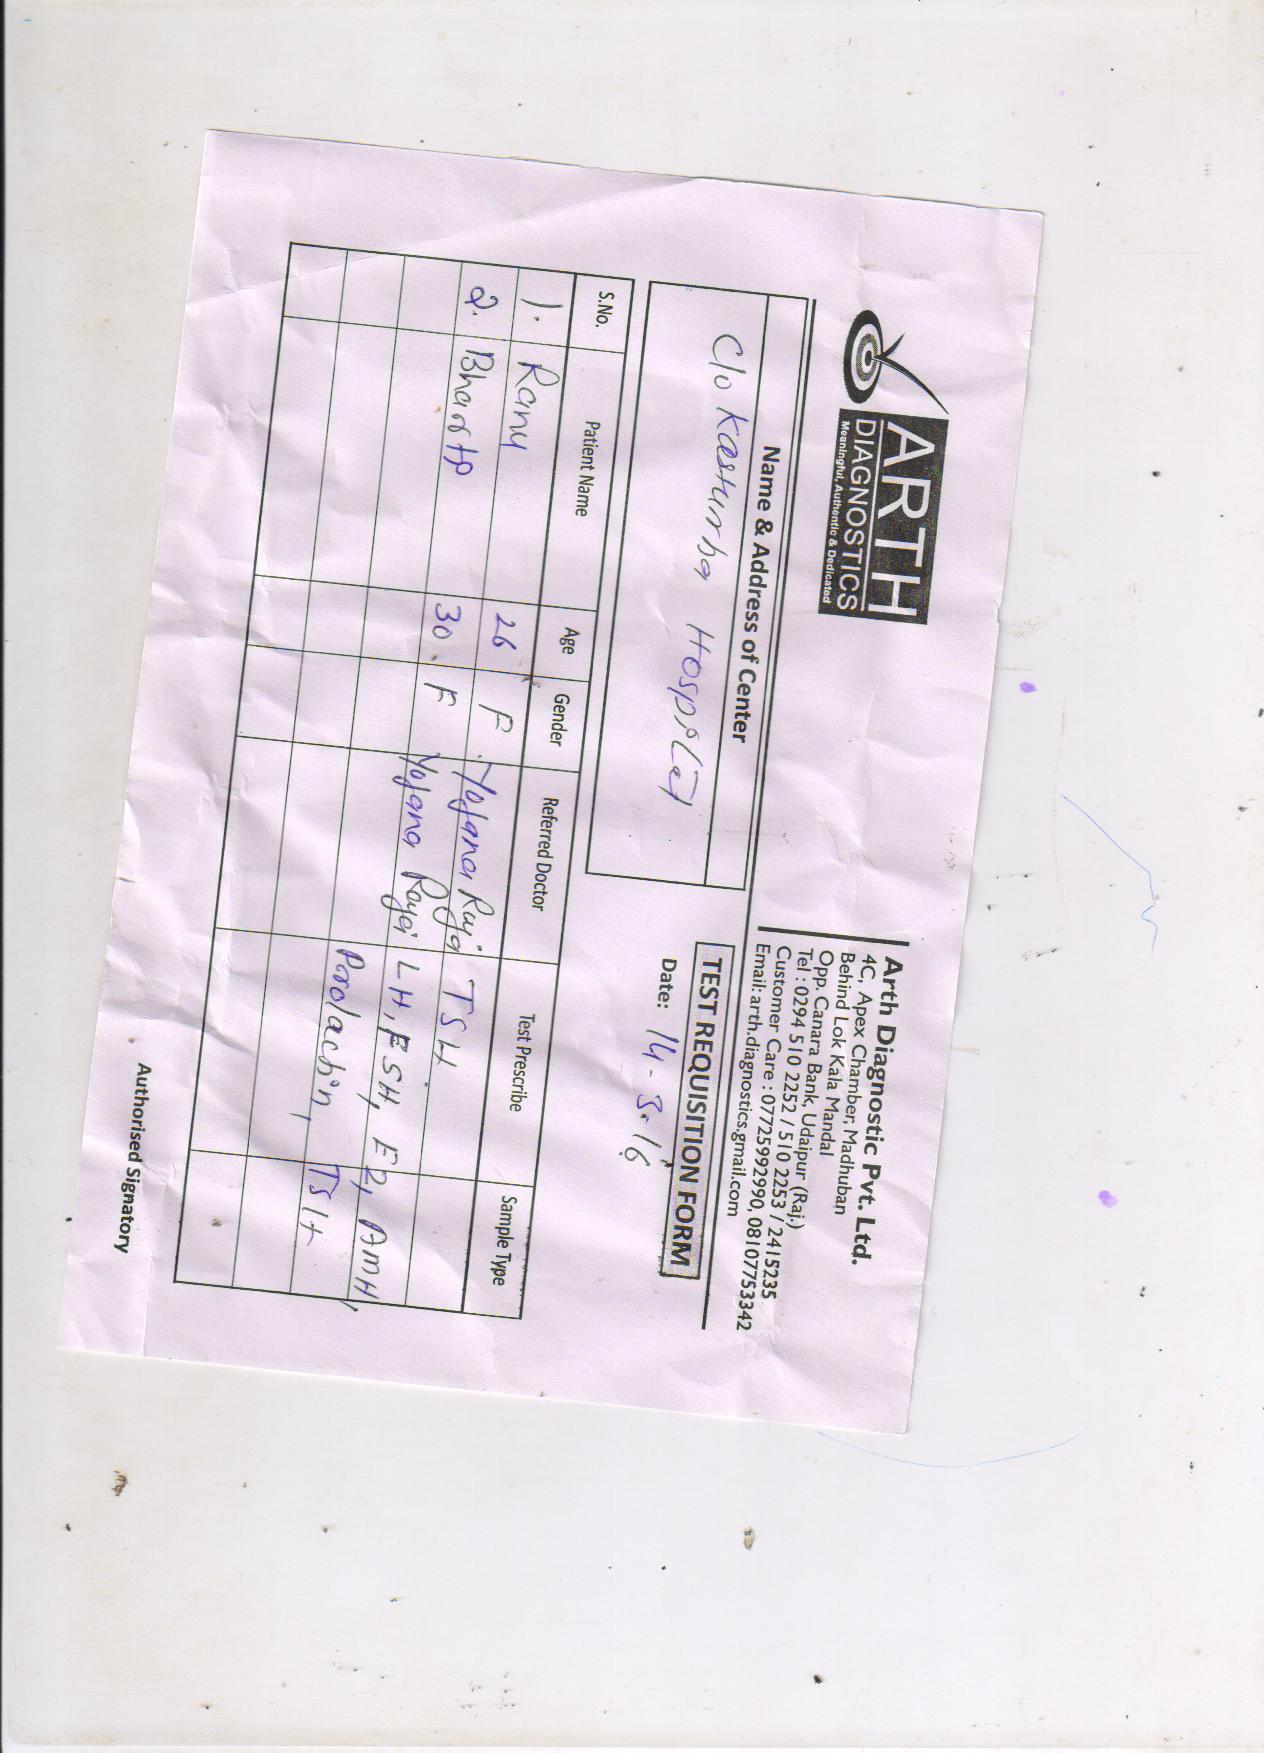 ARTH
DIAGNOSTICS
Meaningful, Authentic & Dedicated
Arth Diagnostic Pvt. Ltd.
4C, Apex Chamber, Madhuban
Behind Lok Kala Mandal
Opp. Canara Bank, Udaipur (Raj.)
Tel : 0294 510 2252 / 510 2253 / 2415235
Customer Care : 07725992990, 08107753342
Email: arth.diagnostics.gmail.com
Name & Address of Center
C/o Kasturba Hospital
TEST REQUISITION FORM
Date: 14-3-16
S.No. Patient Name Age Gender Referred Doctor Test Prescribe Sample Type
1. Ranu 26 F Yojana Raja TSH
2. 30 F Yojana Raja LH, FSH, E2, AMH,
Prolactin, TSH
Authorised Signatory